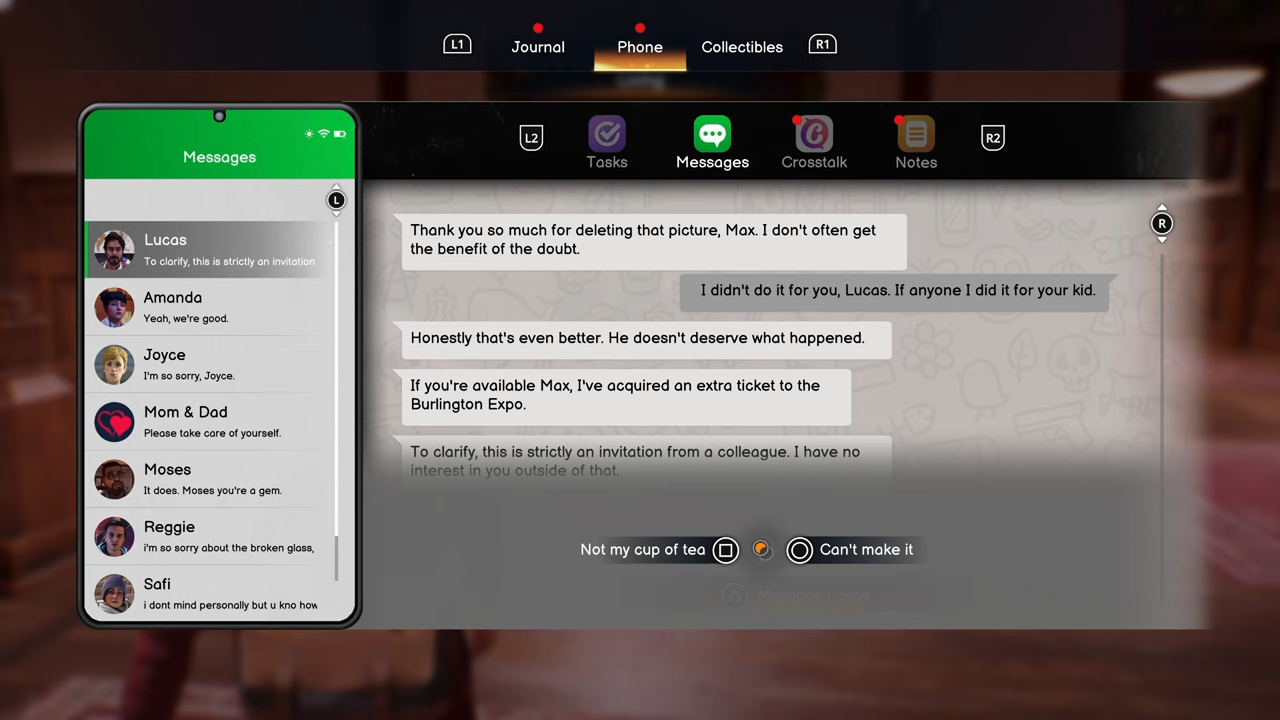 L1
Journal
Phone
Collectibles
R1
Messages
L2
Tasks
Messages
Crosstalk
Notes
R2
L
R
Lucas
To clarify, this is strictly an invitation
Amanda
Yeah, we're good.
Joyce
I'm so sorry, Joyce.
Mom & Dad
Please take care of yourself.
Moses
It does. Moses you're a gem.
Reggie
i'm so sorry about the broken glass,
Safi
i dont mind personally but u kno how
Thank you so much for deleting that picture, Max. I don't often get
the benefit of the doubt.
I didn't do it for you, Lucas. If anyone I did it for your kid.
Honestly that's even better. He doesn't deserve what happened.
If you're available Max, I've acquired an extra ticket to the
Burlington Expo.
To clarify, this is strictly an invitation from a colleague. I have no
interest in you outside of that.
Not my cup of tea
Can't make it
Message Lucas